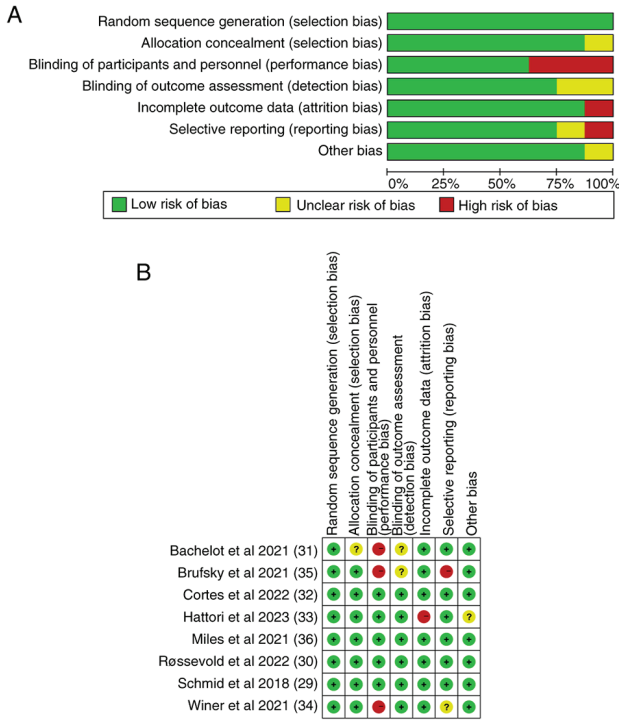 A
Random sequence generation (selection bias)
Allocation concealment (selection bias)
Blinding of participants and personnel (performance bias)
Blinding of outcome assessment (detection bias)
Incomplete outcome data (attrition bias)
Selective reporting (reporting bias)
Other bias
0% 25% 50% 75% 100%
Low risk of bias Unclear risk of bias High risk of bias
B
Random sequence generation (selection bias)
Allocation concealment (selection bias)
Blinding of participants and personnel
(performance bias)
Blinding of outcome assessment
(detection bias)
Incomplete outcome data (attrition bias)
Selective reporting (reporting bias)
Other bias
Bachelot et al 2021 (31) + ? - ? + + +
Brufsky et al 2021 (35) + + - ? + - +
Cortes et al 2022 (32) + + + + + + +
Hattori et al 2023 (33) + + + + - + ?
Miles et al 2021 (36) + + + + + + +
Røssevold et al 2022 (30) + + + + + + +
Schmid et al 2018 (29) + + + + + + +
Winer et al 2021 (34) + + - + + ? +